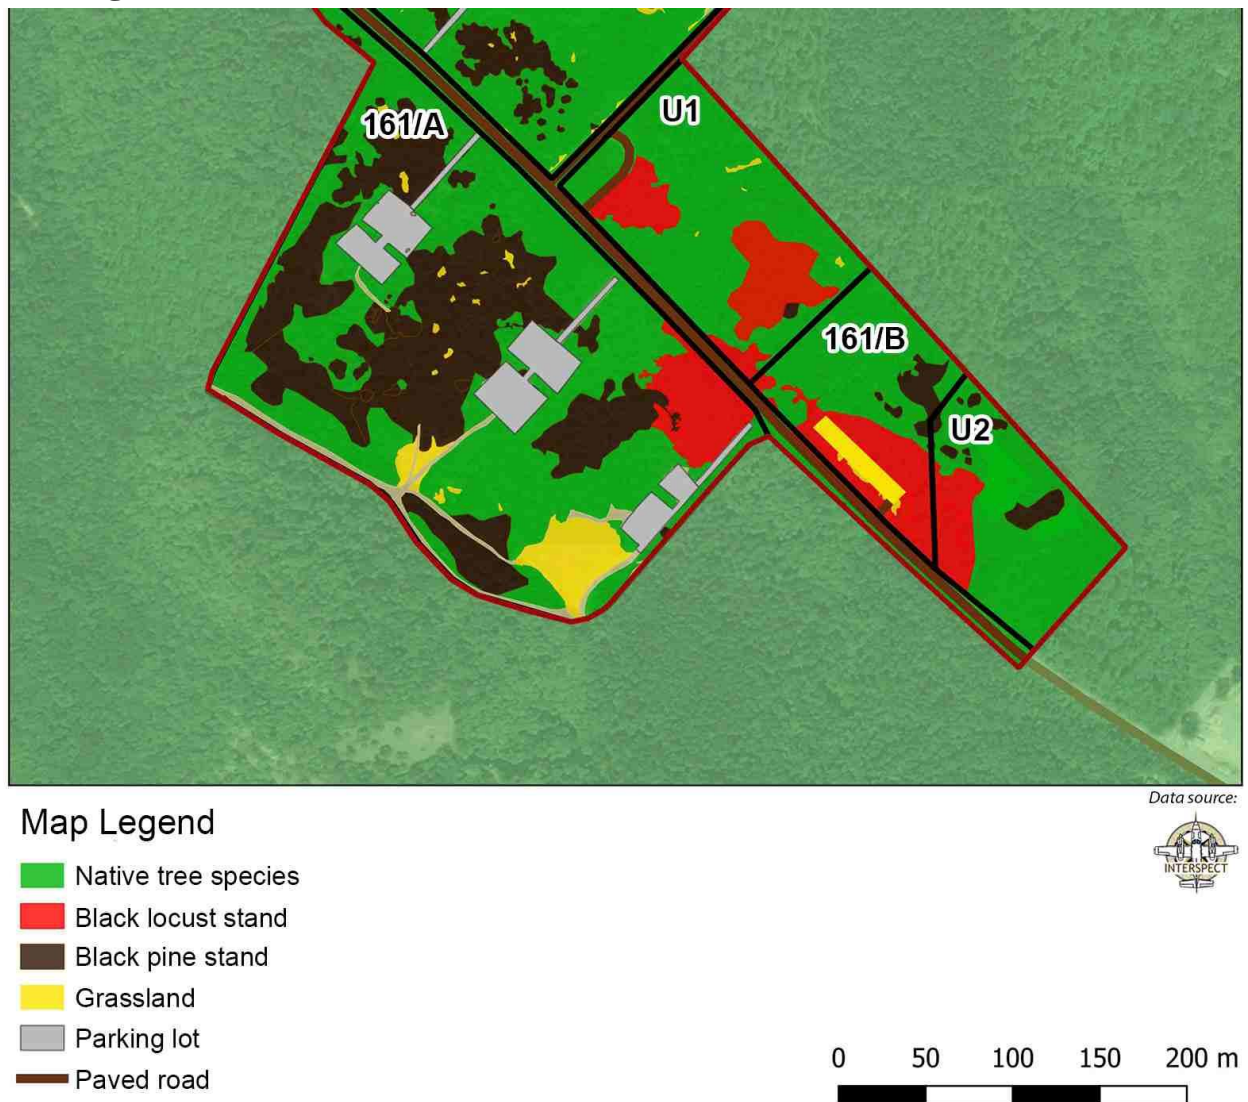 U1
161/A
161/B
U2
Data source:
INTERSPECT
Map Legend
Native tree species
Black locust stand
Black pine stand
Grassland
Parking lot
Paved road
0 50 100 150 200 m